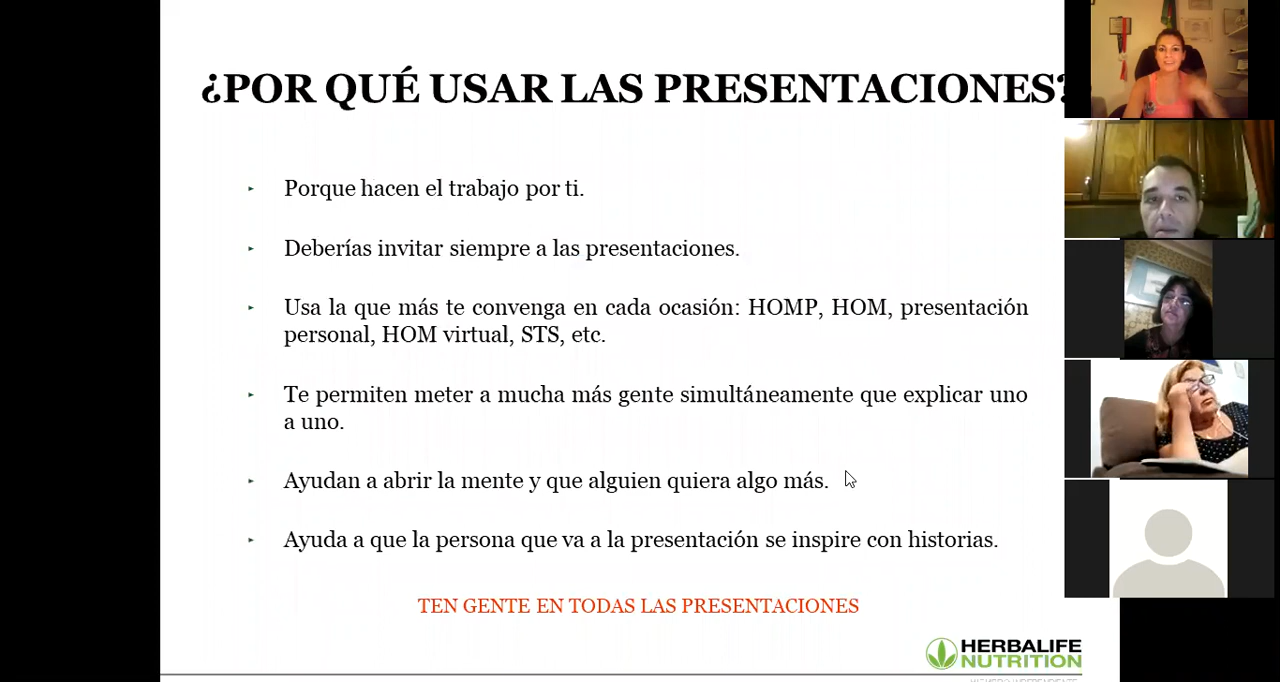 ¿POR QUÉ USAR LAS PRESENTACIONES?
Porque hacen el trabajo por ti.
Deberías invitar siempre a las presentaciones.
Usa la que más te convenga en cada ocasión: HOMP, HOM, presentación
personal, HOM virtual, STS, etc.
Te permiten meter a mucha más gente simultáneamente que explicar uno
a uno.
Ayudan a abrir la mente y que alguien quiera algo más.
Ayuda a que la persona que va a la presentación se inspire con historias.
TEN GENTE EN TODAS LAS PRESENTACIONES
HERBALIFE
NUTRITION